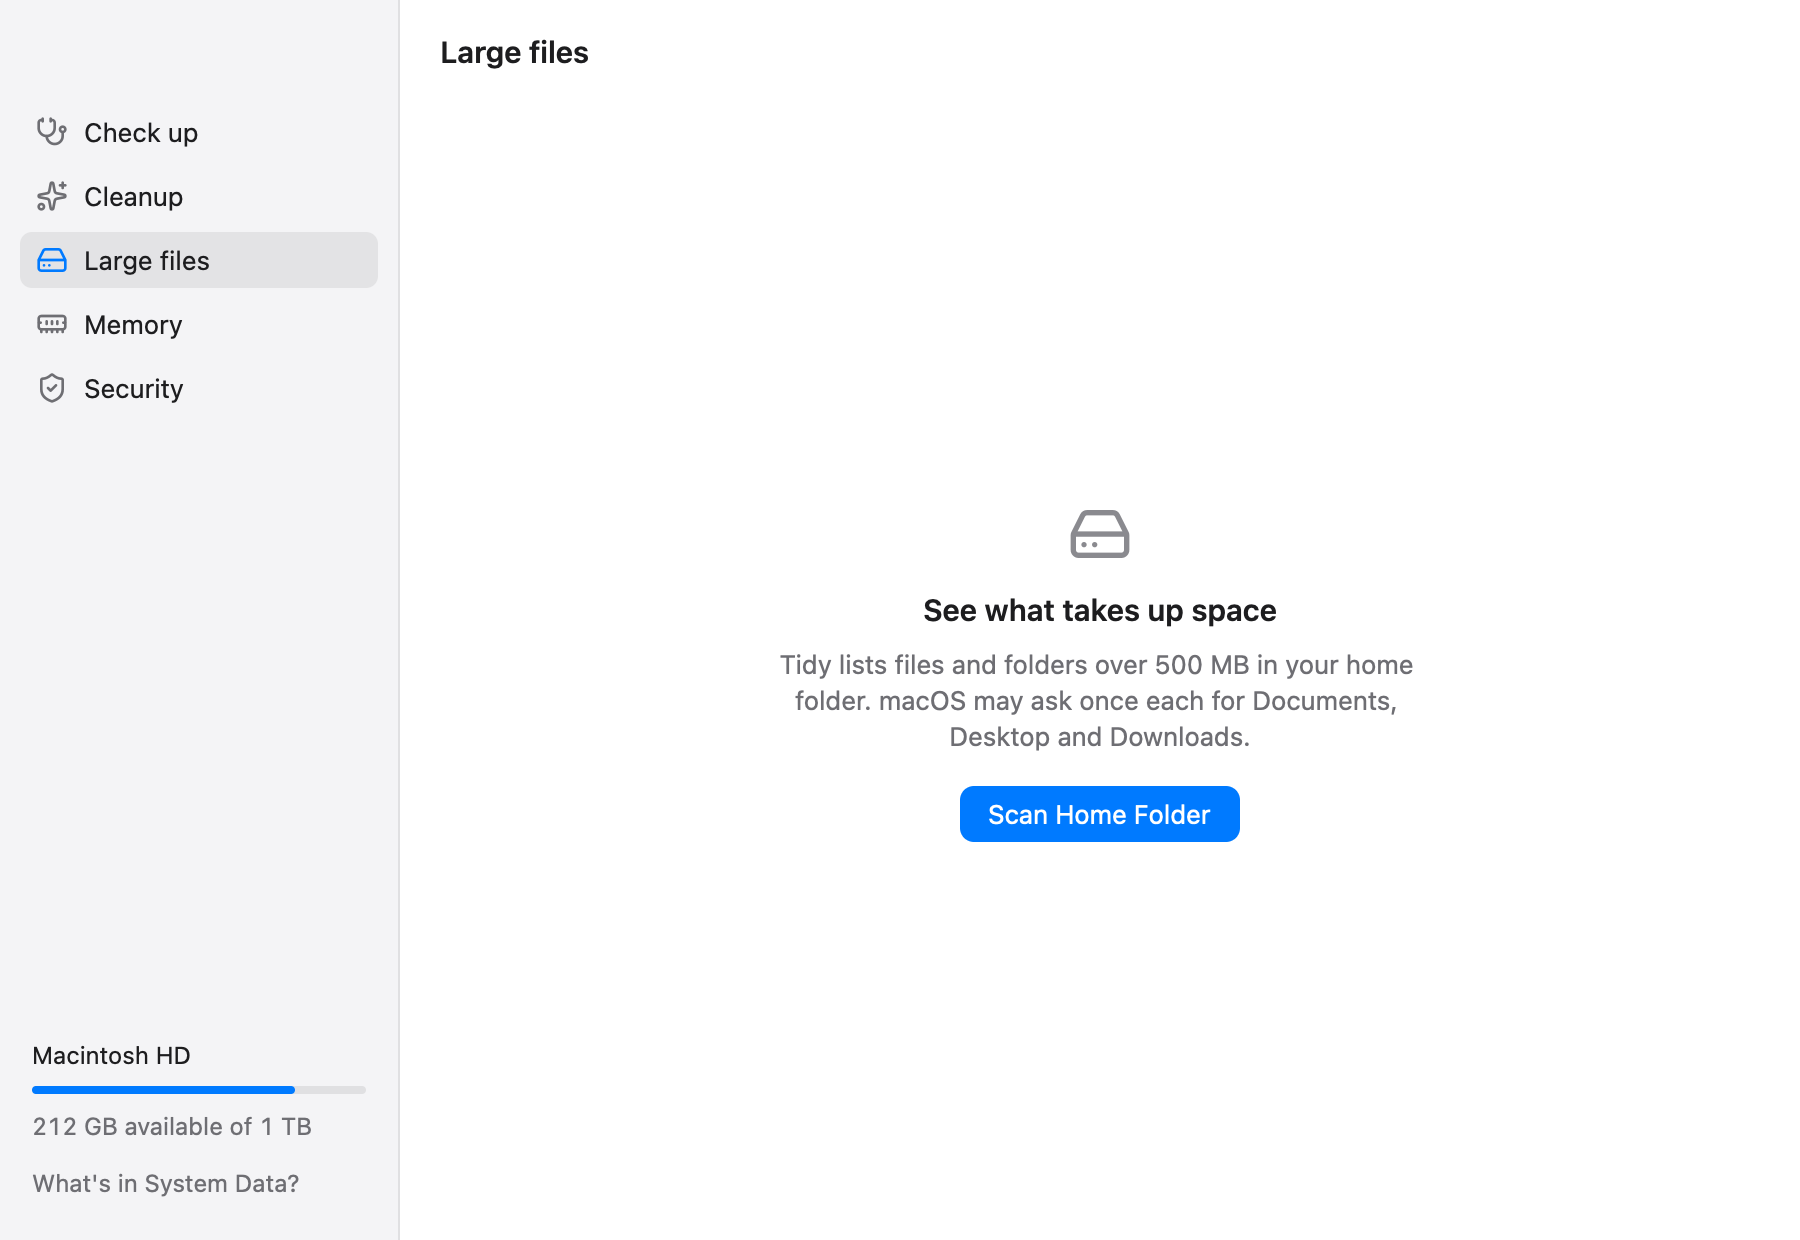 Large files
Check up
Cleanup
Large files
Memory
Security
See what takes up space
Tidy lists files and folders over 500 MB in your home
folder. macOS may ask once each for Documents,
Desktop and Downloads.
Scan Home Folder
Macintosh HD
212 GB available of 1 TB
What's in System Data?